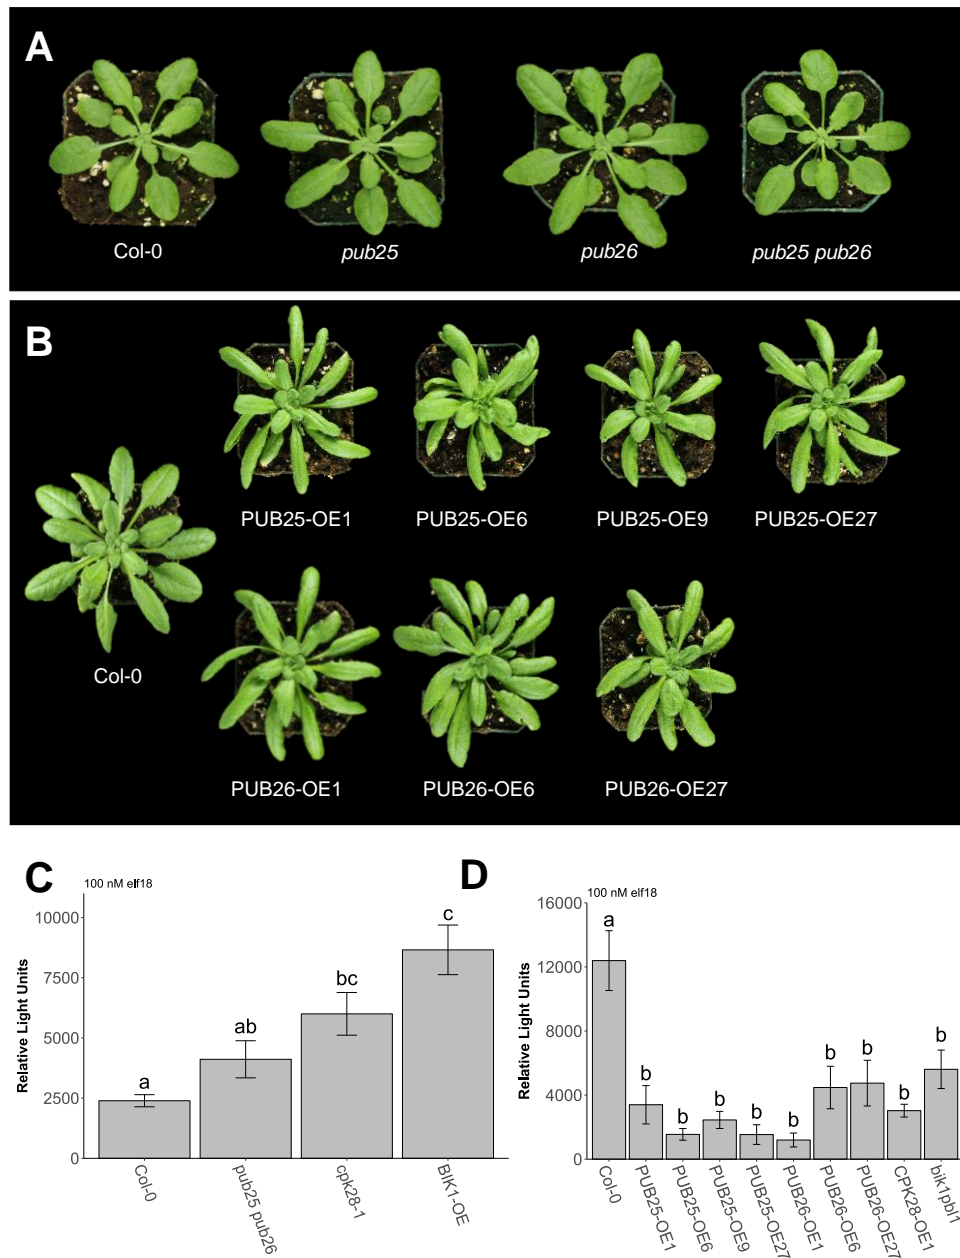 A
Col-0
pub25
pub26
pub25 pub26
B
PUB25-OE1
PUB25-OE6
PUB25-OE9
PUB25-OE27
Col-0
PUB26-OE1
PUB26-OE6
PUB26-OE27
C
100 nM elf18
Relative Light Units
10000
7500
5000
2500
0
a
ab
bc
c
Col-0
pub25 pub26
cpk28-1
BIK1-OE
D
100 nM elf18
Relative Light Units
16000
12000
8000
4000
0
a
b
b
b
b
b
b
b
b
b
Col-0
PUB25-OE1
PUB25-OE6
PUB25-OE9
PUB25-OE27
PUB26-OE1
PUB26-OE6
PUB26-OE27
CPK28-OE1
bik1pbl1